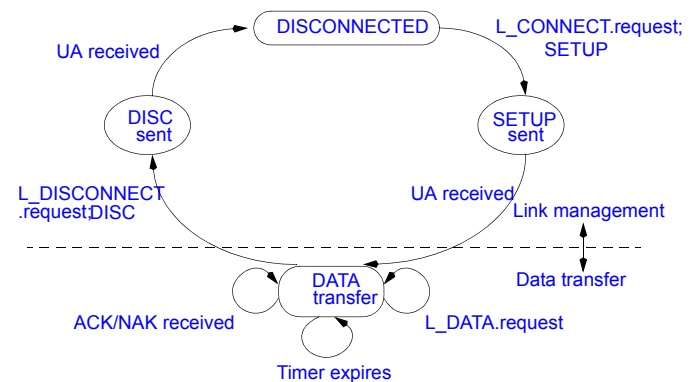 DISCONNECTED
L_CONNECT.request;
SETUP
UA received
DISC
sent
SETUP
sent
L_DISCONNECT
.request;DISC
UA received
Link management
Data transfer
DATA
transfer
ACK/NAK received
L_DATA.request
Timer expires